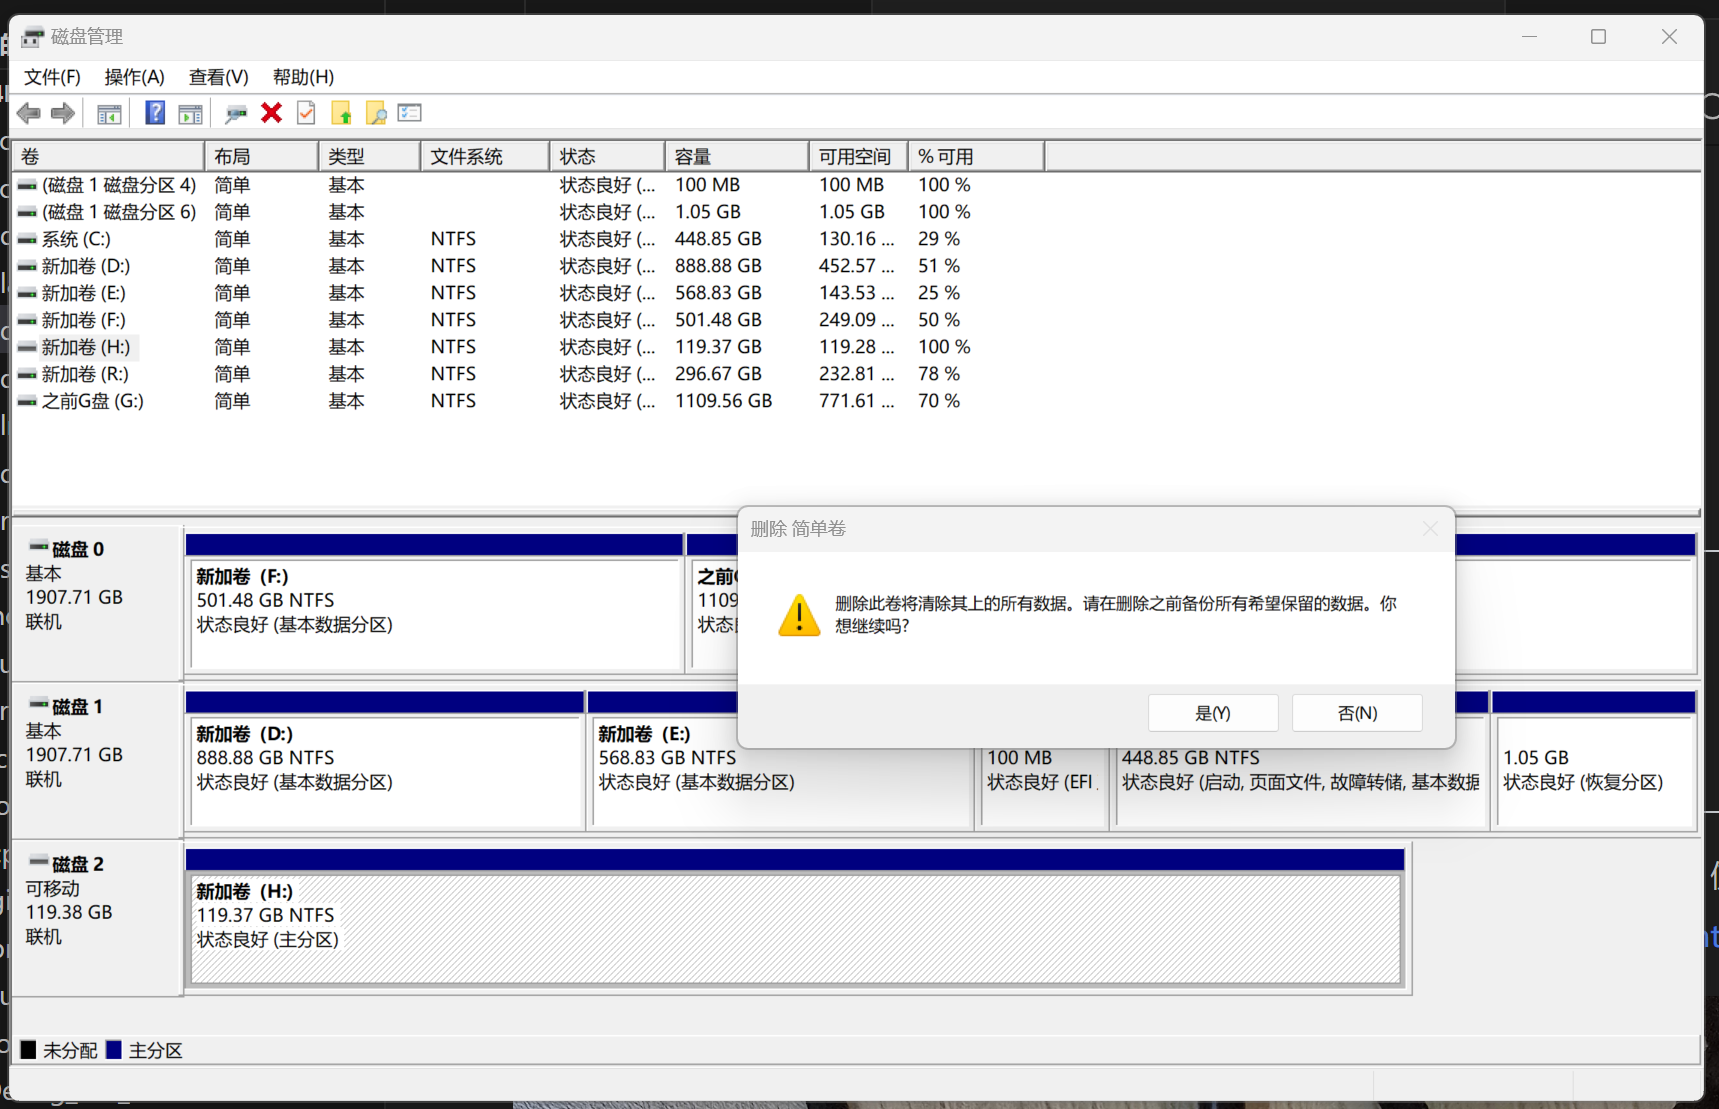 磁盘管理
文件(F) 操作(A) 查看(V) 帮助(H)
卷 布局 类型 文件系统 状态 容量 可用空间 % 可用
(磁盘 1 磁盘分区 4) 简单 基本 状态良好 (... 100 MB 100 MB 100 %
(磁盘 1 磁盘分区 6) 简单 基本 状态良好 (... 1.05 GB 1.05 GB 100 %
系统 (C:) 简单 基本 NTFS 状态良好 (... 448.85 GB 130.16 ... 29 %
新加卷 (D:) 简单 基本 NTFS 状态良好 (... 888.88 GB 452.57 ... 51 %
新加卷 (E:) 简单 基本 NTFS 状态良好 (... 568.83 GB 143.53 ... 25 %
新加卷 (F:) 简单 基本 NTFS 状态良好 (... 501.48 GB 249.09 ... 50 %
新加卷 (H:) 简单 基本 NTFS 状态良好 (... 119.37 GB 119.28 ... 100 %
新加卷 (R:) 简单 基本 NTFS 状态良好 (... 296.67 GB 232.81 ... 78 %
之前G盘 (G:) 简单 基本 NTFS 状态良好 (... 1109.56 GB 771.61 ... 70 %
删除 简单卷
删除此卷将清除其上的所有数据。请在删除之前备份所有希望保留的数据。你
想继续吗?
是(Y) 否(N)
磁盘 0
基本
1907.71 GB
联机
新加卷 (F:)
501.48 GB NTFS
状态良好 (基本数据分区)
之前
1109
状态
磁盘 1
基本
1907.71 GB
联机
新加卷 (D:)
888.88 GB NTFS
状态良好 (基本数据分区)
新加卷 (E:)
568.83 GB NTFS
状态良好 (基本数据分区)
100 MB
状态良好 (EFI
448.85 GB NTFS
状态良好 (启动, 页面文件, 故障转储, 基本数据
1.05 GB
状态良好 (恢复分区)
磁盘 2
可移动
119.38 GB
联机
新加卷 (H:)
119.37 GB NTFS
状态良好 (主分区)
未分配 主分区